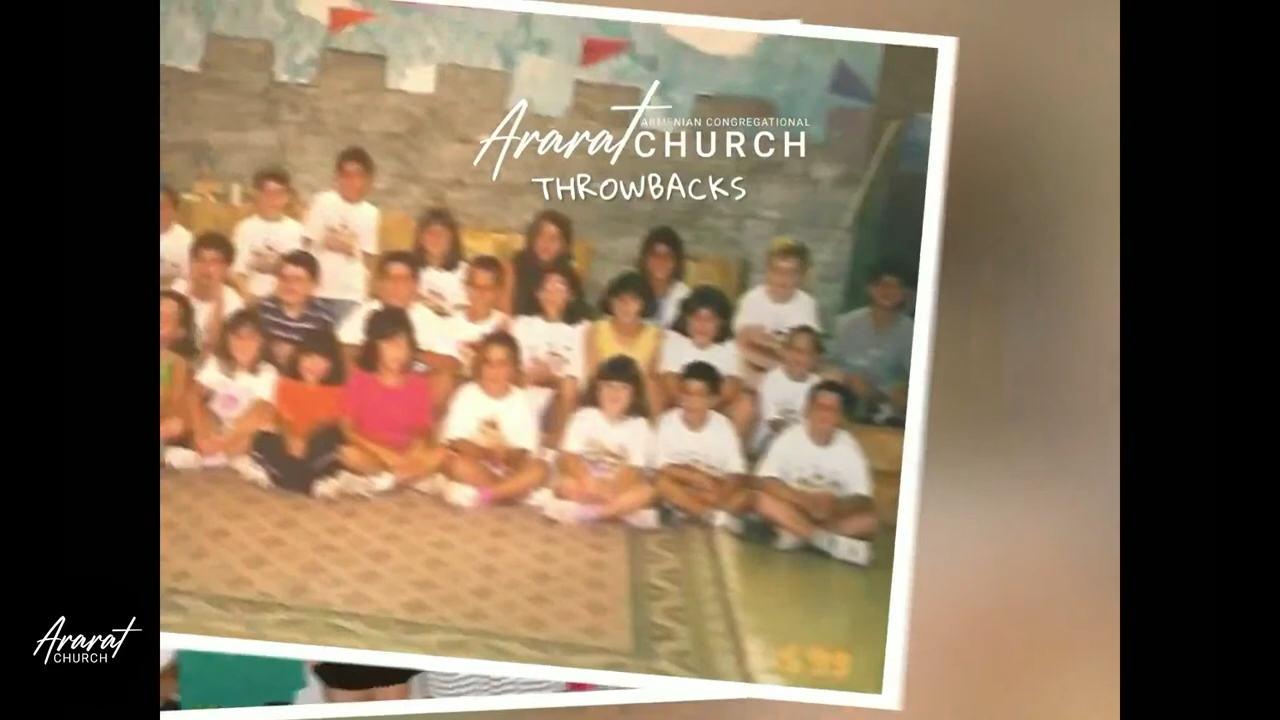 Ararat
ARMENIAN CONGREGATIONAL
CHURCH
THROWBACKS
Ararat
CHURCH